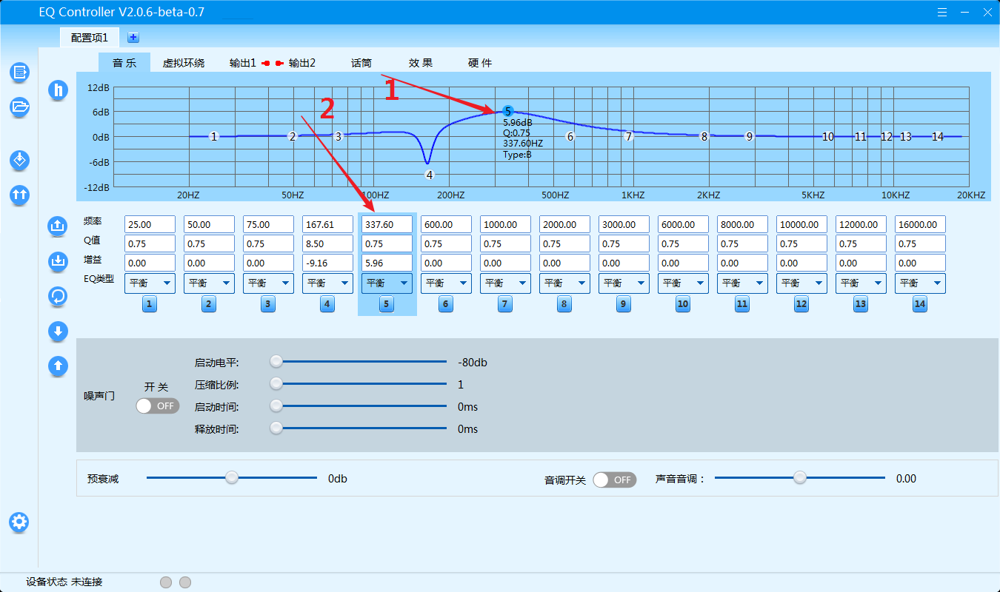 EQ Controller V2.0.6-beta-0.7
配置项1
音 乐 虚拟环绕 输出1 输出2 话筒 效 果 硬 件
1
2
12dB
6dB
0dB
-6dB
-12dB
5
5.96dB
Q:0.75
337.60HZ
Type:B
1 2 3 6 7 8 9 10 11 12 13 14
4
20HZ 50HZ 100HZ 200HZ 500HZ 1KHZ 2KHZ 5KHZ 10KHZ 20KHZ
频率 25.00 50.00 75.00 167.61 337.60 600.00 1000.00 2000.00 3000.00 6000.00 8000.00 10000.00 12000.00 16000.00
Q值 0.75 0.75 0.75 8.50 0.75 0.75 0.75 0.75 0.75 0.75 0.75 0.75 0.75 0.75
增益 0.00 0.00 0.00 -9.16 5.96 0.00 0.00 0.00 0.00 0.00 0.00 0.00 0.00 0.00
EQ类型 平衡 平衡 平衡 平衡 平衡 平衡 平衡 平衡 平衡 平衡 平衡 平衡 平衡 平衡
1 2 3 4 5 6 7 8 9 10 11 12 13 14
噪声门
开 关
OFF
启动电平: -80db
压缩比例: 1
启动时间: 0ms
释放时间: 0ms
预衰减 0db 音调开关 OFF 声音音调： 0.00
设备状态 未连接